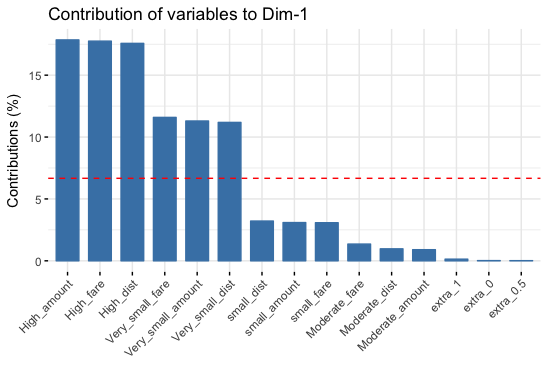 Contribution of variables to Dim-1
Contributions (%)
15
10
5
0
High_amount
High_fare
High_dist
Very_small_fare
Very_small_amount
Very_small_dist
small_dist
small_amount
small_fare
Moderate_fare
Moderate_dist
Moderate_amount
extra_1
extra_0
extra_0.5